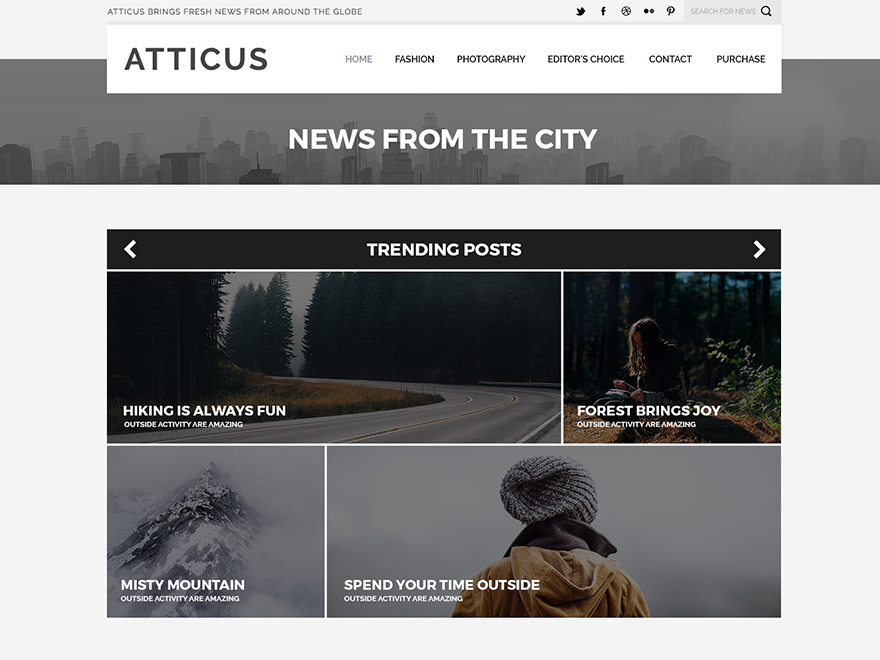 ATTICUS BRINGS FRESH NEWS FROM AROUND THE GLOBE
SEARCH FOR NEWS
ATTICUS
HOME FASHION PHOTOGRAPHY EDITOR'S CHOICE CONTACT PURCHASE
NEWS FROM THE CITY
TRENDING POSTS
HIKING IS ALWAYS FUN
OUTSIDE ACTIVITY ARE AMAZING
FOREST BRINGS JOY
OUTSIDE ACTIVITY ARE AMAZING
MISTY MOUNTAIN
OUTSIDE ACTIVITY ARE AMAZING
SPEND YOUR TIME OUTSIDE
OUTSIDE ACTIVITY ARE AMAZING